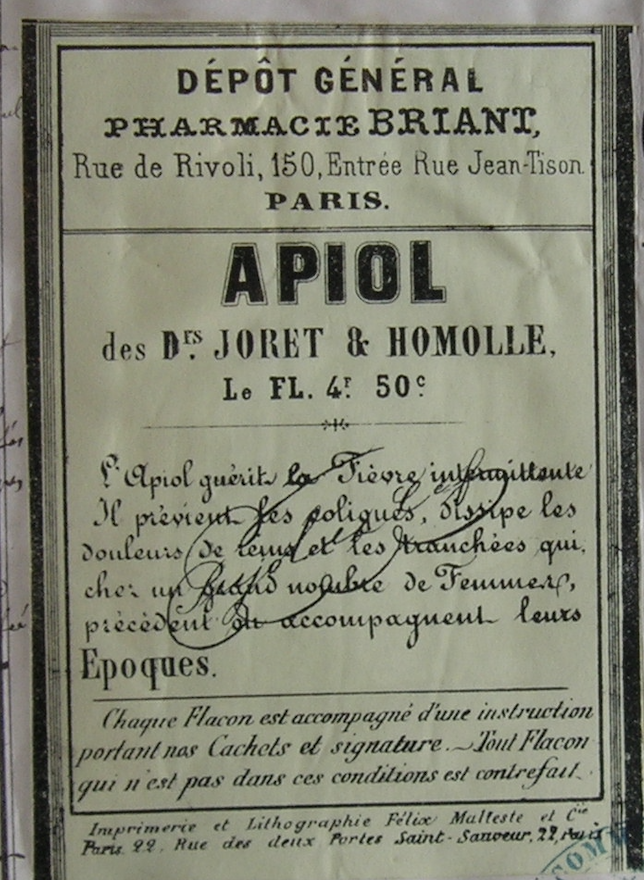 DÉPÔT GÉNÉRAL
PHARMACIE BRIANT,
Rue de Rivoli, 150, Entrée Rue Jean-Tison.
PARIS.
APIOL
des Drs. JORET & HOMOLLE,
Le FL. 4f 50c
L'Apiol guérit la Fièvre intermittente
Il prévient les coliques, dissipe les
douleurs de reins et les tranchées qui,
chez un grand nombre de Femmes,
précèdent ou accompagnent leurs
Epoques.
Chaque Flacon est accompagné d'une instruction
portant nos Cachets et signature. Tout Flacon
qui n'est pas dans ces conditions est contrefait.
Imprimerie et Lithographie Félix Malteste et Cie
Paris. 22, Rue des deux Portes Saint-Sauveur, 22, Paris
COMM